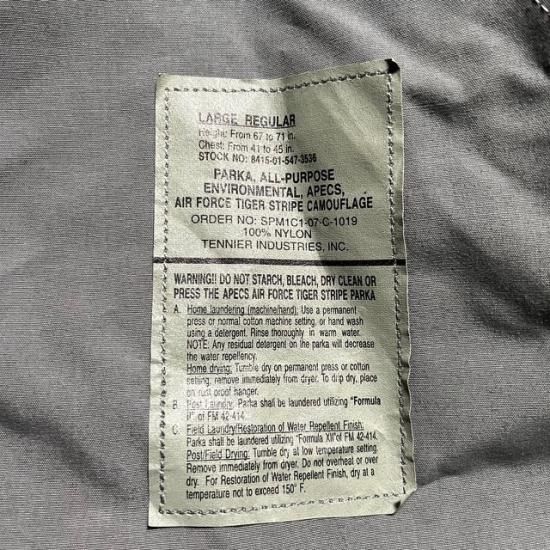 LARGE REGULAR
Height: From 67 to 71 in.
Chest: From 41 to 45 in.
STOCK NO: 8415-01-547-3536
PARKA, ALL-PURPOSE
ENVIRONMENTAL, APECS,
AIR FORCE TIGER STRIPE CAMOUFLAGE
ORDER NO: SPM1C1-07-C-1019
100% NYLON
TENNIER INDUSTRIES, INC.
WARNING!! DO NOT STARCH, BLEACH, DRY CLEAN OR
PRESS THE APECS AIR FORCE TIGER STRIPE PARKA
A. Home laundering (machine/hand): Use a permanent
press or normal cotton machine setting, or hand wash
using a detergent. Rinse thoroughly in warm water.
NOTE: Any residual detergent on the parka will decrease
the water repellency.
Home drying: Tumble dry on permanent press or cotton
setting; remove immediately from dryer. To drip dry, place
on rust proof hanger.
B. Post Laundry: Parka shall be laundered utilizing "Formula
II" of FM 42-414.
C. Field Laundry/Restoration of Water Repellent Finish:
Parka shall be laundered utilizing "Formula XII" of FM 42-414.
Post/Field Drying: Tumble dry at low temperature setting.
Remove immediately from dryer. Do not overheat or over
dry. For Restoration of Water Repellent Finish, dry at a
temperature not to exceed 150° F.